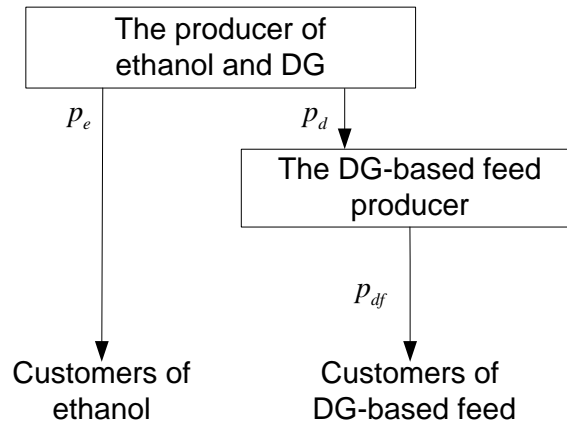 The producer of
ethanol and DG
p_e
p_d
The DG-based feed
producer
p_df
Customers of
ethanol
Customers of
DG-based feed